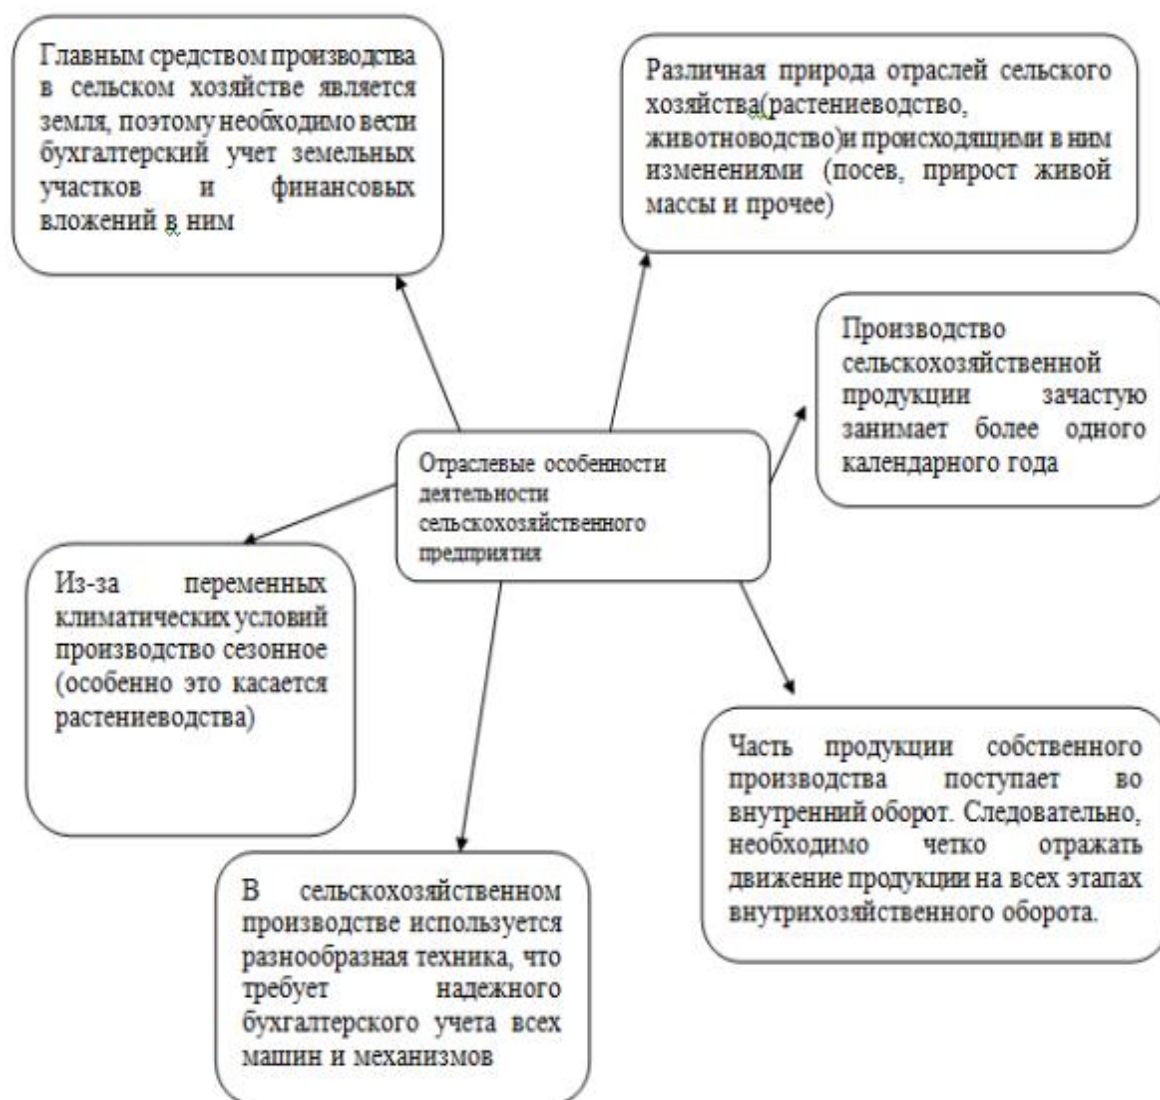 Главным средством производства
в сельском хозяйстве является
земля, поэтому необходимо вести
бухгалтерский учет земельных
участков и финансовых
вложений в ним
Различная природа отраслей сельского
хозяйства(растениеводство,
животноводство)и происходящими в ним
изменениями (посев, прирост живой
массы и прочее)
Производство
сельскохозяйственной
продукции зачастую
занимает более одного
календарного года
Отраслевые особенности
деятельности
сельскохозяйственного
предприятия
Из-за переменных
климатических условий
производство сезонное
(особенно это касается
растениеводства)
Часть продукции собственного
производства поступает во
внутренний оборот. Следовательно,
необходимо четко отражать
движение продукции на всех этапах
внутрихозяйственного оборота.
В сельскохозяйственном
производстве используется
разнообразная техника, что
требует надежного
бухгалтерского учета всех
машин и механизмов